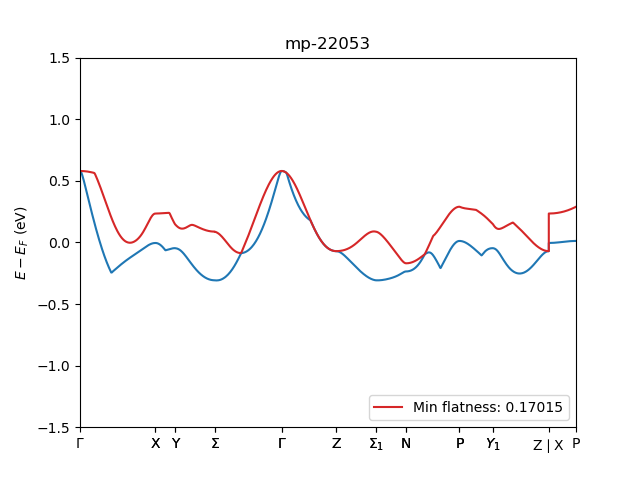 mp-22053
E − E_F (eV)
1.5
1.0
0.5
0.0
−0.5
−1.0
−1.5
Min flatness: 0.17015
Γ X Y Σ Γ Z Σ₁ N P Y₁ Z | X P